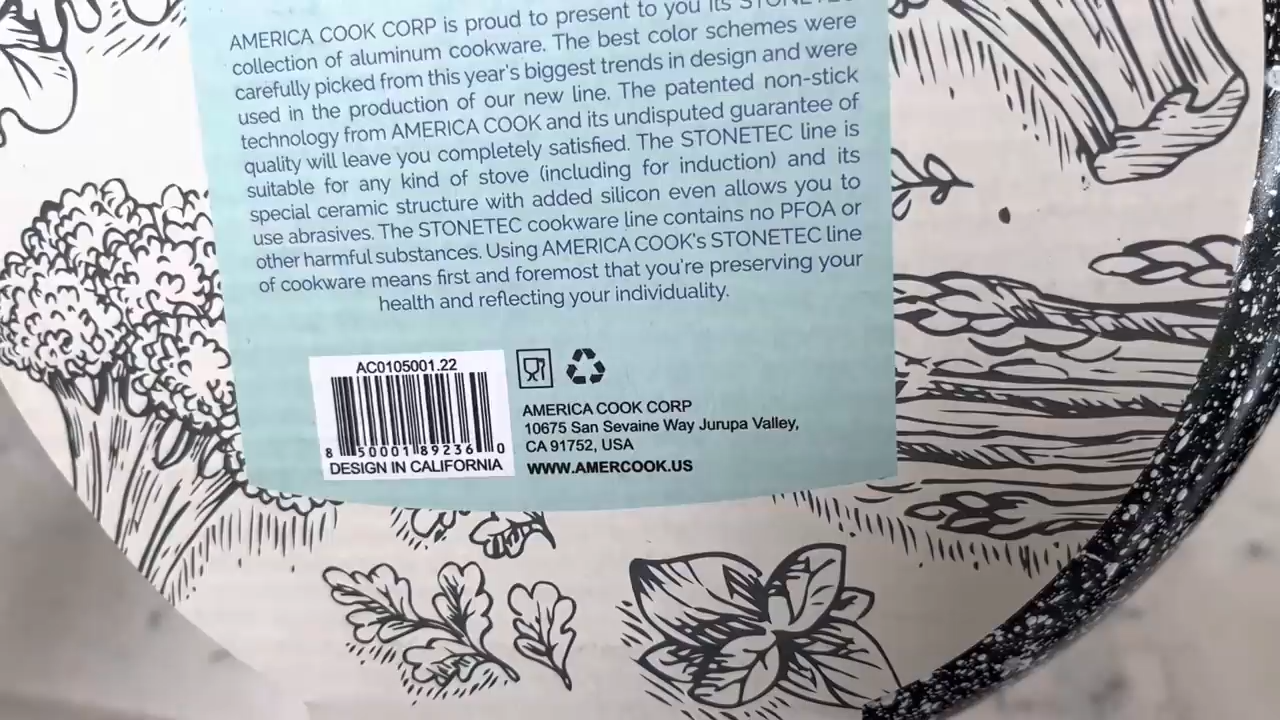 AMERICA COOK CORP is proud to present to you its STONETEC
collection of aluminum cookware. The best color schemes were
carefully picked from this year's biggest trends in design and were
used in the production of our new line. The patented non-stick
technology from AMERICA COOK and its undisputed guarantee of
quality will leave you completely satisfied. The STONETEC line is
suitable for any kind of stove (including for induction) and its
special ceramic structure with added silicon even allows you to
use abrasives. The STONETEC cookware line contains no PFOA or
other harmful substances. Using AMERICA COOK's STONETEC line
of cookware means first and foremost that you're preserving your
health and reflecting your individuality.
AC0105001.22
8 50001 89236 0
DESIGN IN CALIFORNIA
AMERICA COOK CORP
10675 San Sevaine Way Jurupa Valley,
CA 91752, USA
WWW.AMERCOOK.US